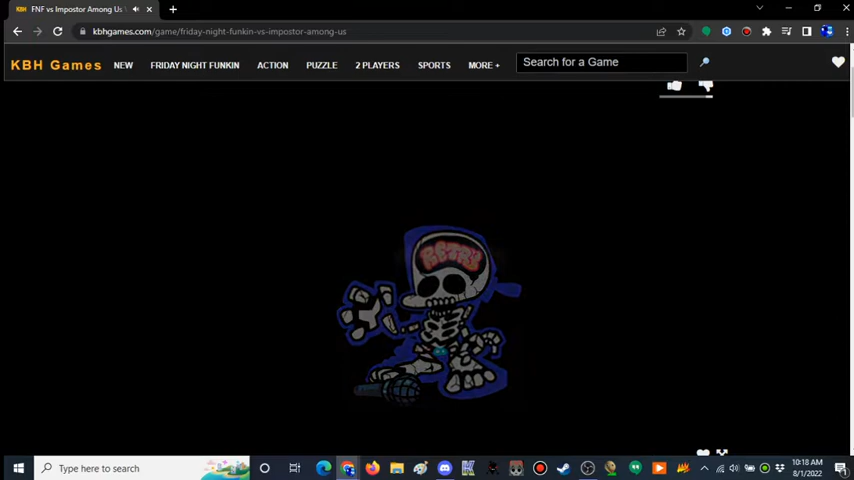 FNF vs Impostor Among Us
kbhgames.com/game/friday-night-funkin-vs-impostor-among-us
KBH Games
NEW
FRIDAY NIGHT FUNKIN
ACTION
PUZZLE
2 PLAYERS
SPORTS
MORE +
Search for a Game
RETRY
Type here to search
10:18 AM
8/1/2022